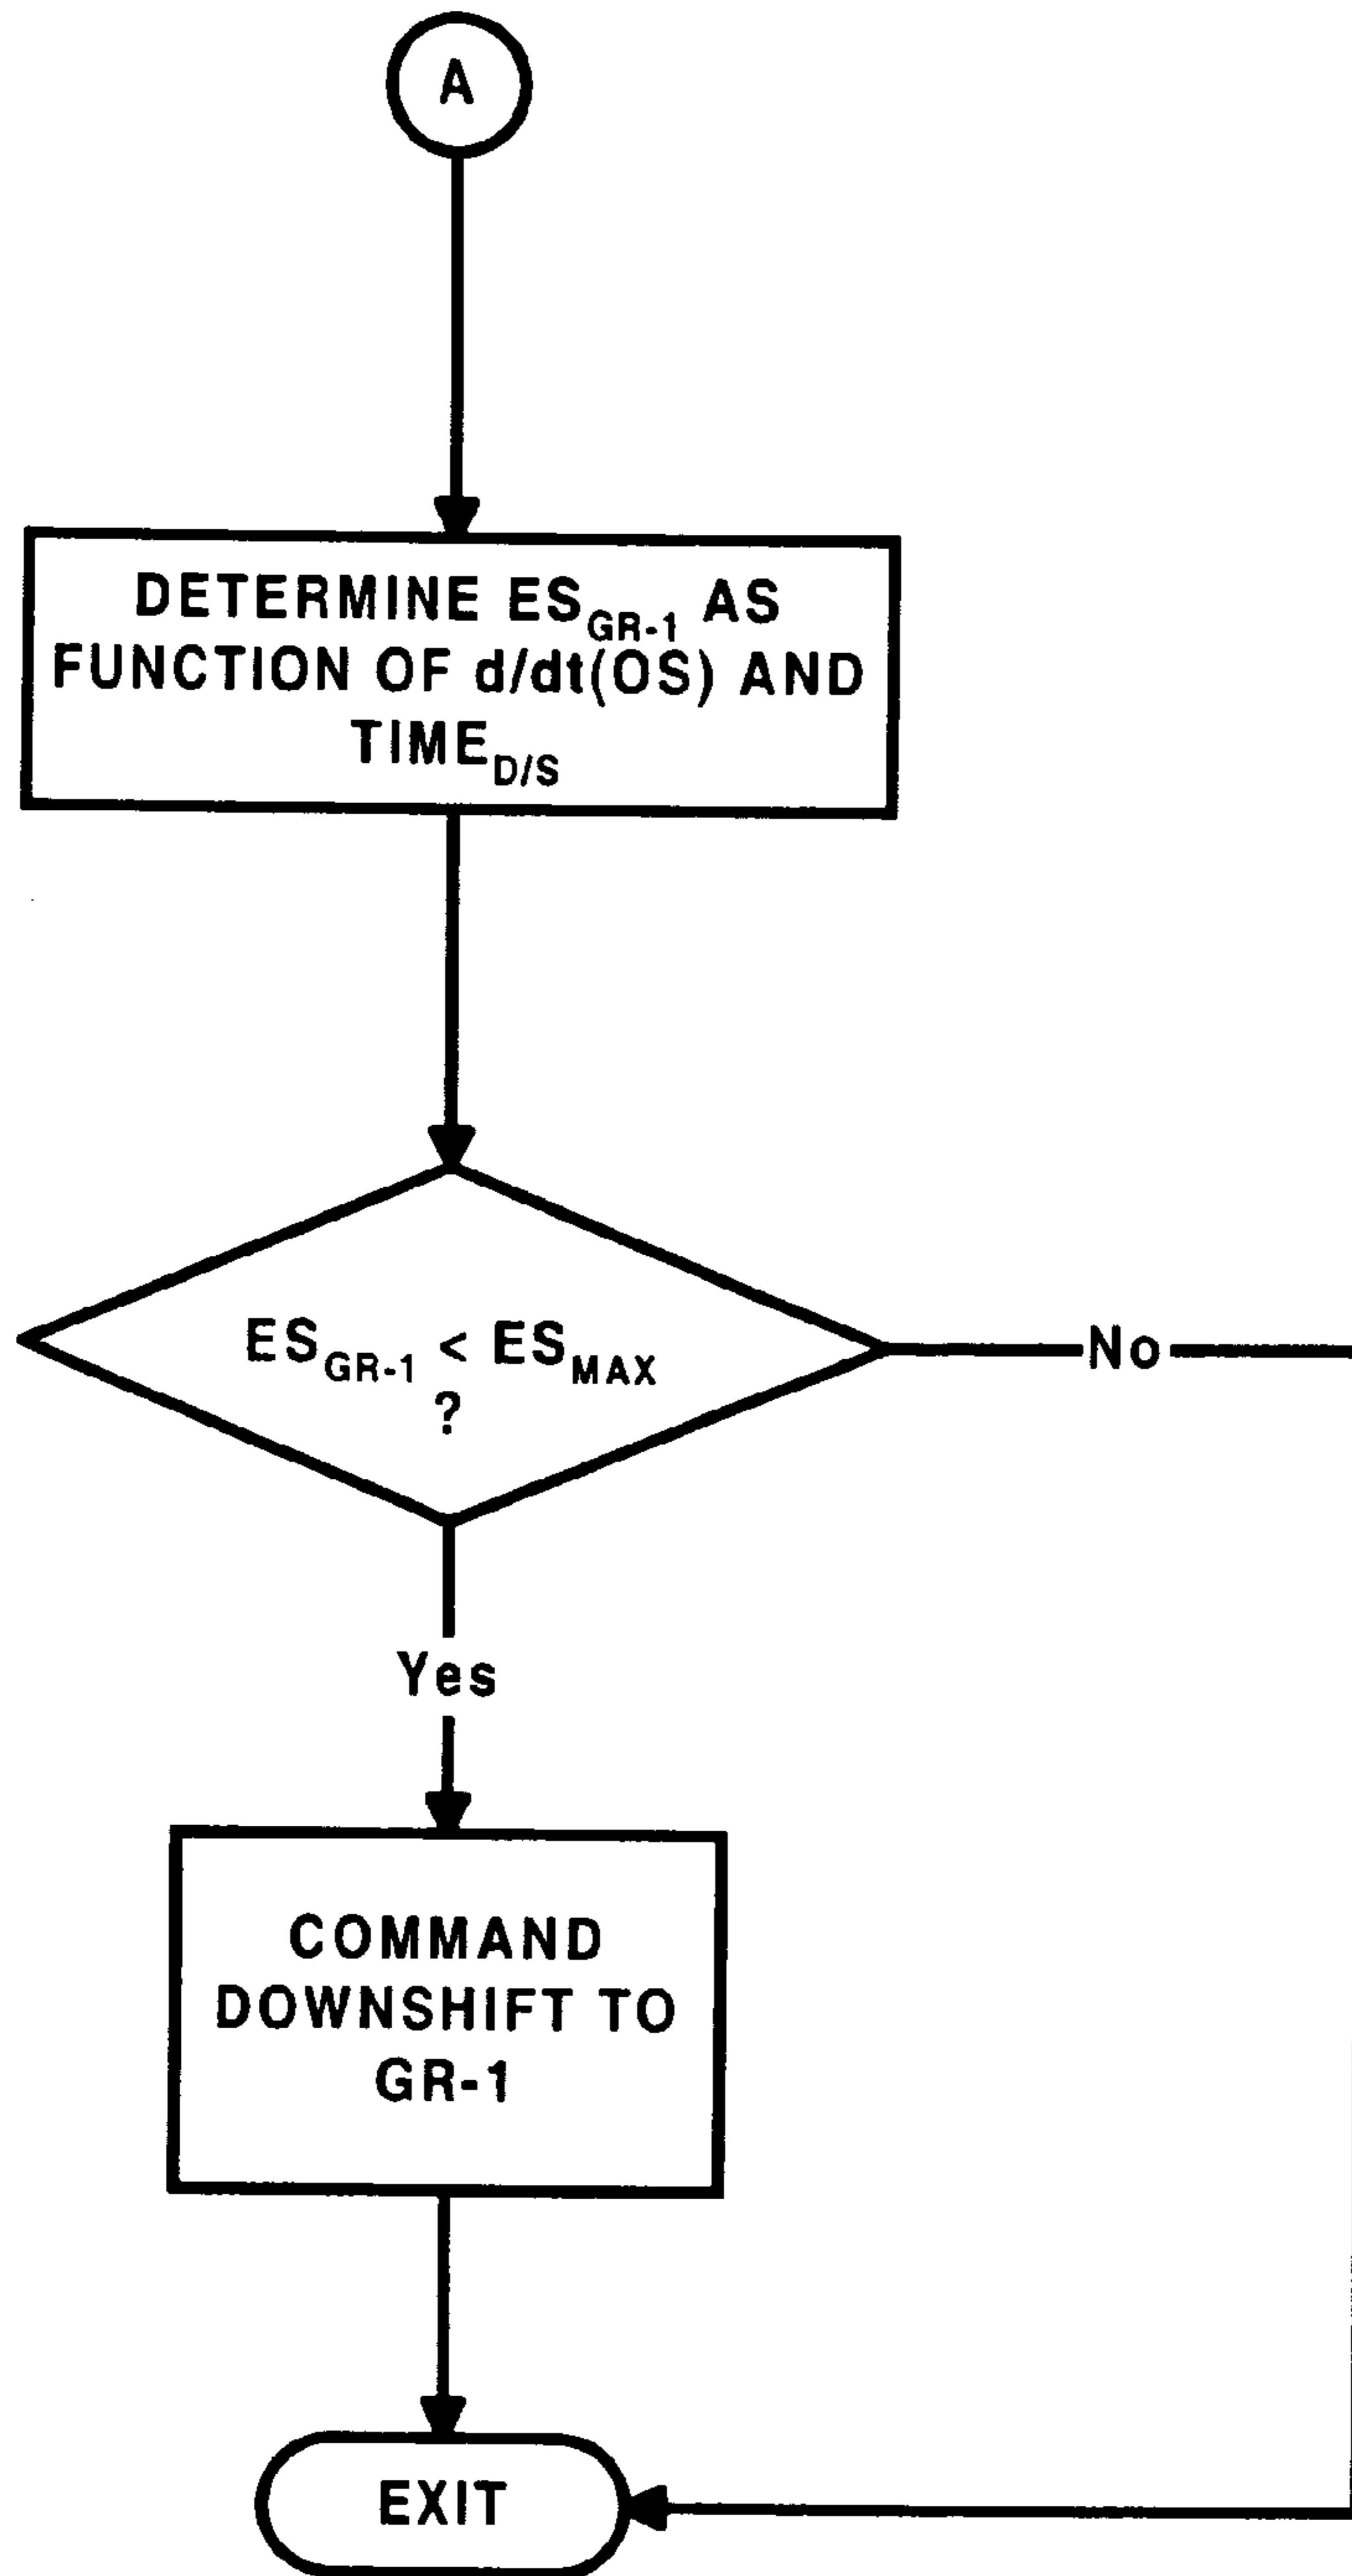 A
DETERMINE ES_GR-1 AS
FUNCTION OF d/dt(OS) AND
TIME_D/S
ES_GR-1 < ES_MAX
?
No
Yes
COMMAND
DOWNSHIFT TO
GR-1
EXIT